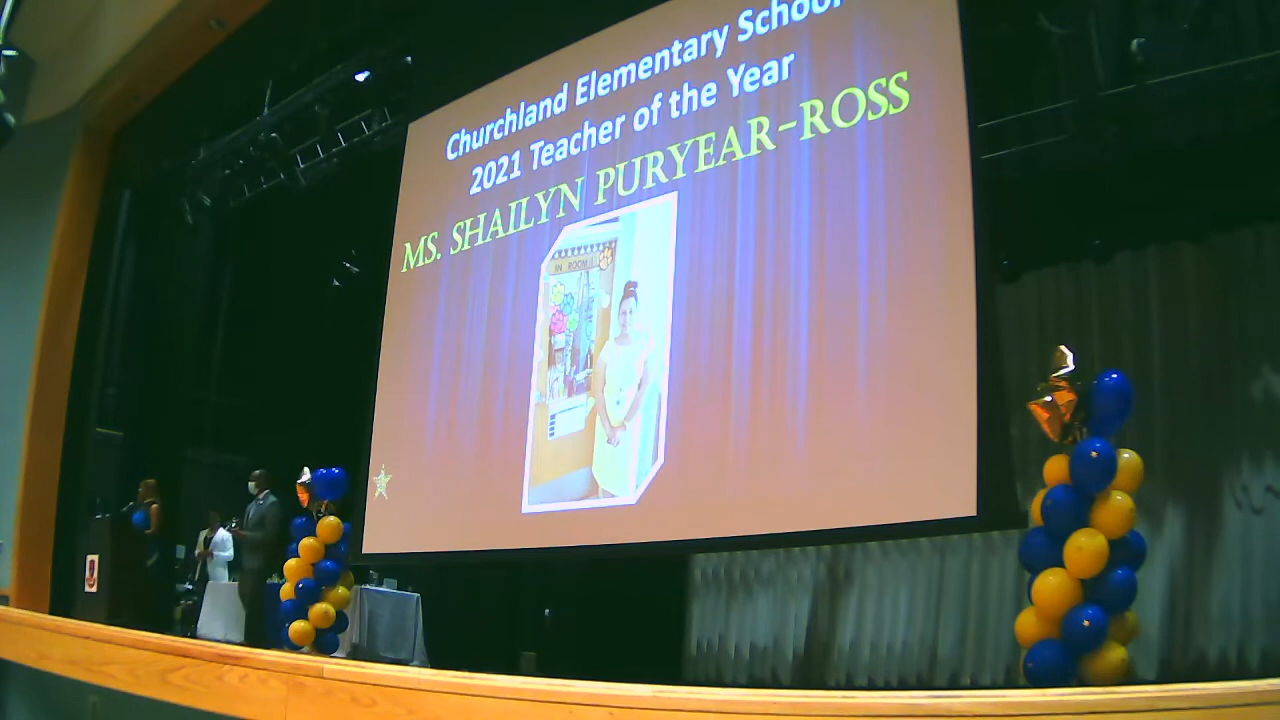 Churchland Elementary School
2021 Teacher of the Year
MS. SHAILYN PURYEAR-ROSS
IN ROOM